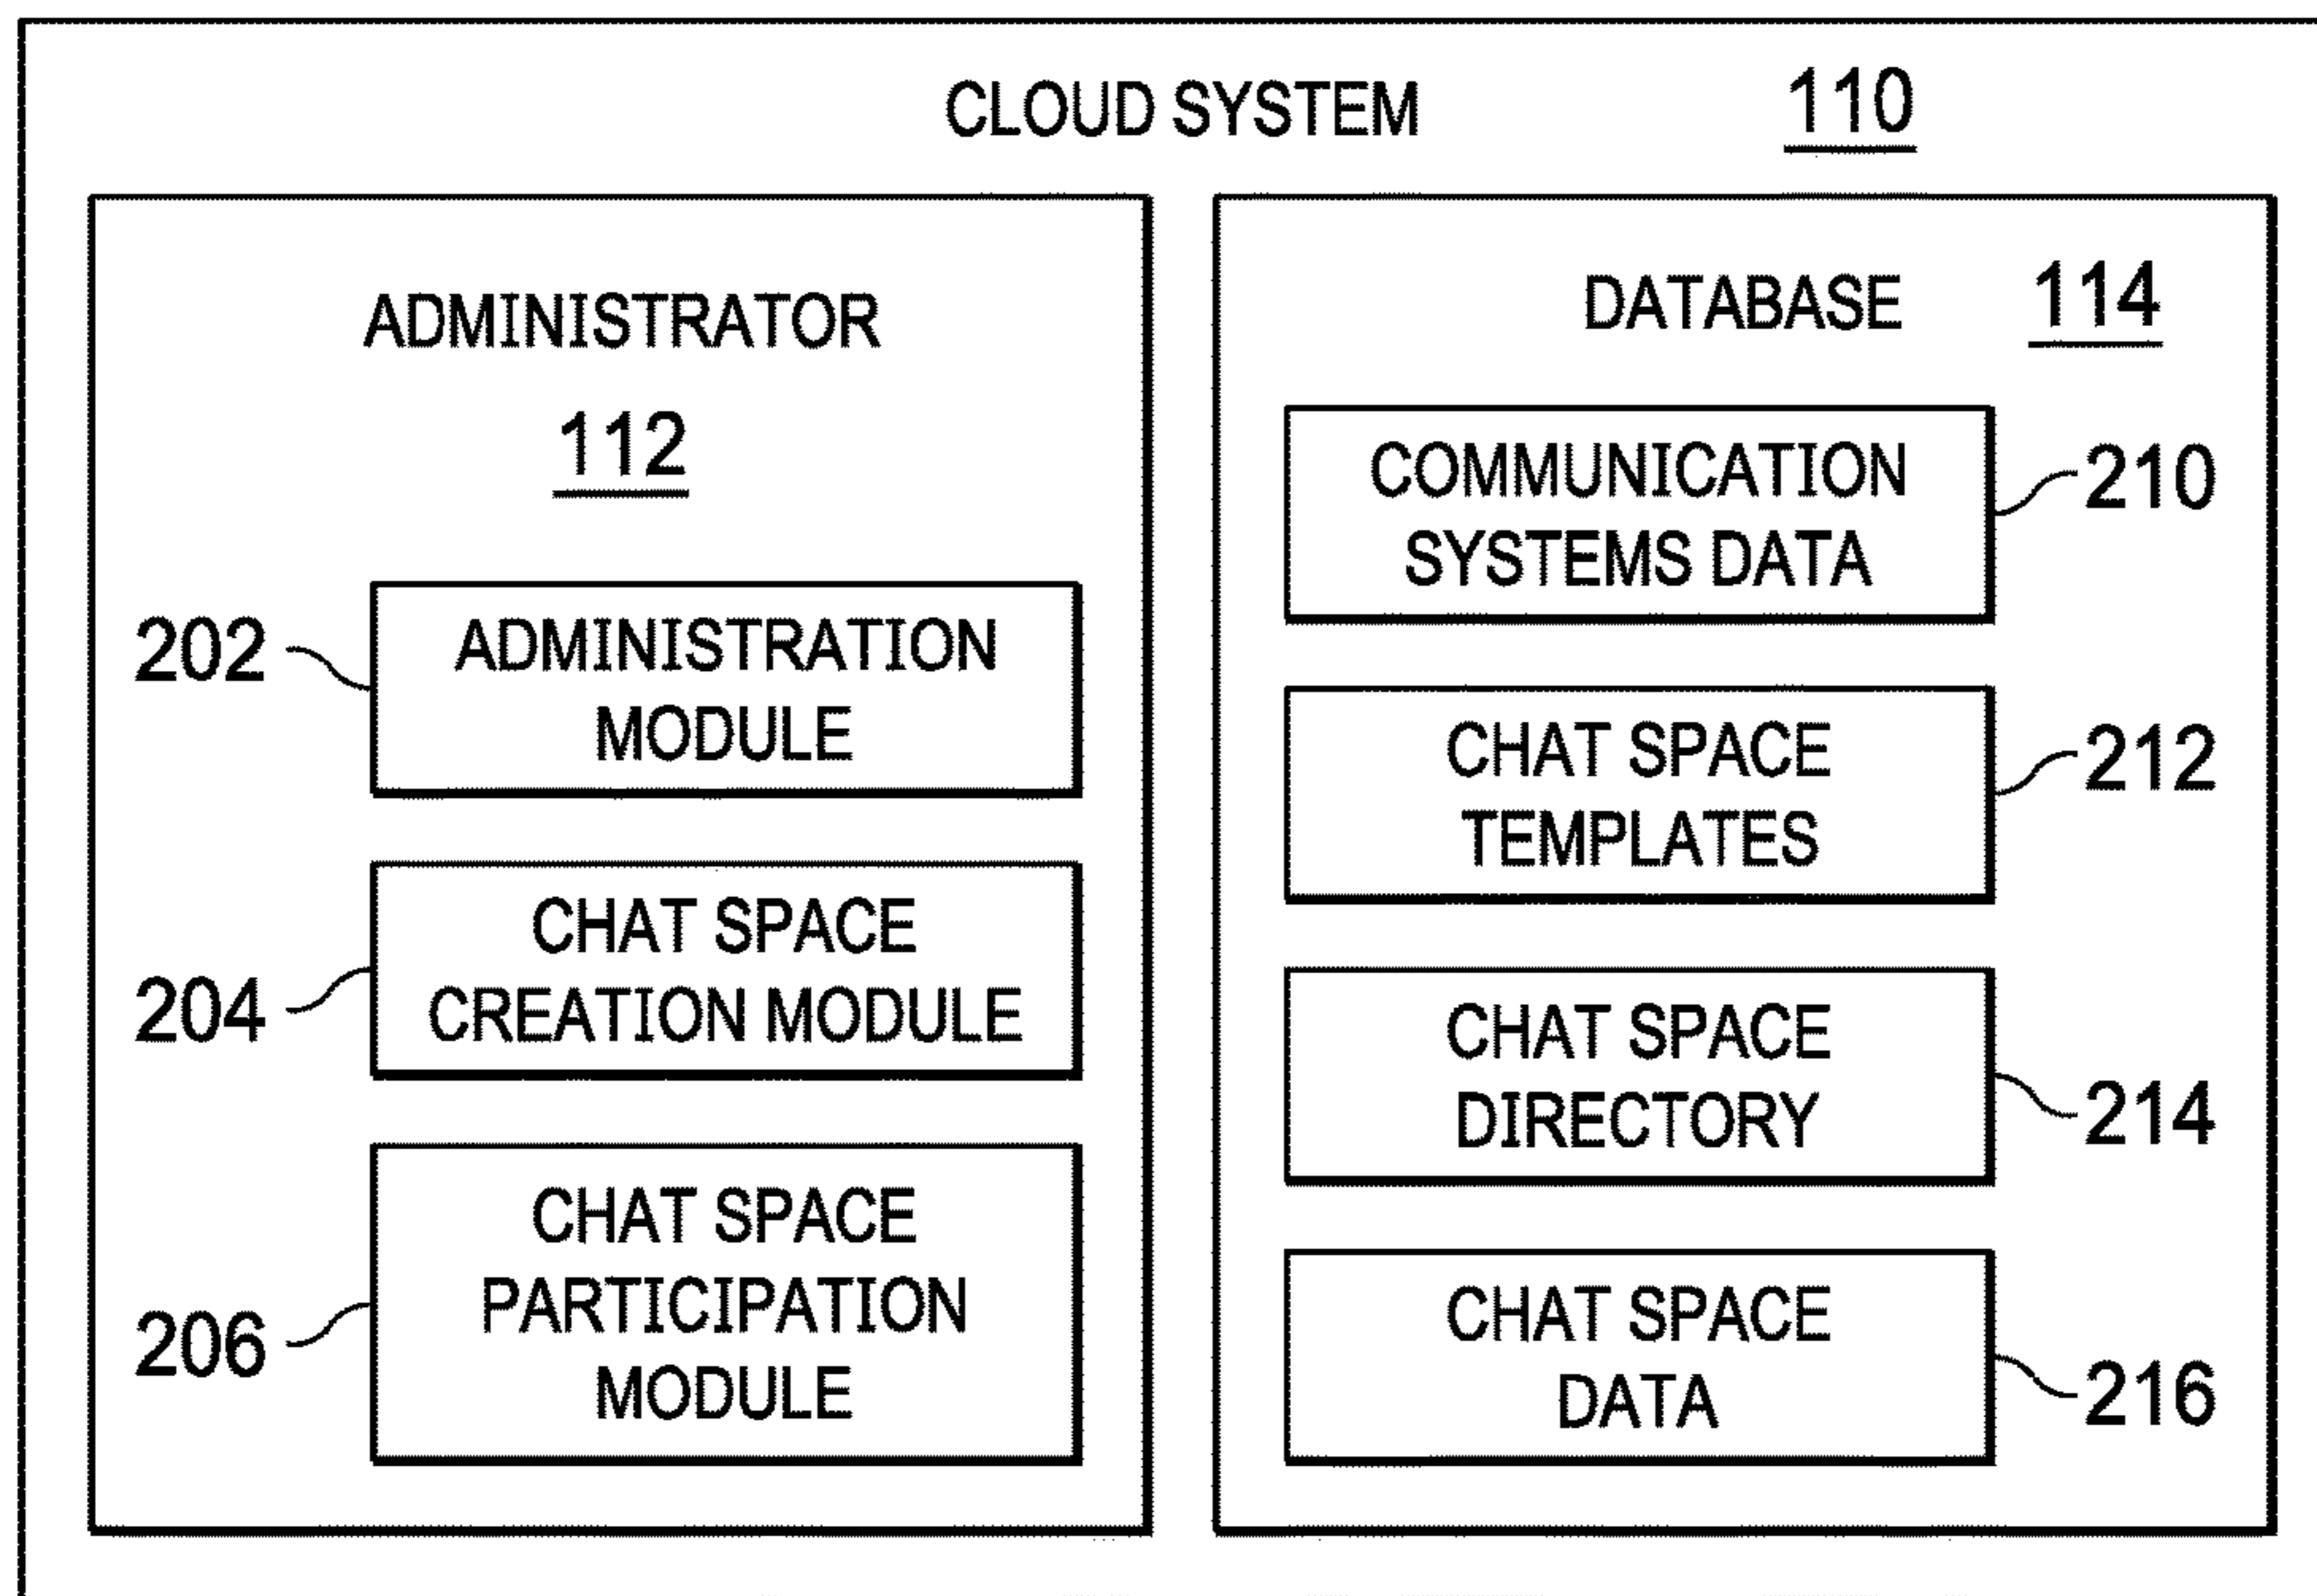 CLOUD SYSTEM 110
ADMINISTRATOR
112
202
ADMINISTRATION
MODULE
204
CHAT SPACE
CREATION MODULE
206
CHAT SPACE
PARTICIPATION
MODULE
DATABASE 114
COMMUNICATION
SYSTEMS DATA
210
CHAT SPACE
TEMPLATES
212
CHAT SPACE
DIRECTORY
214
CHAT SPACE
DATA
216